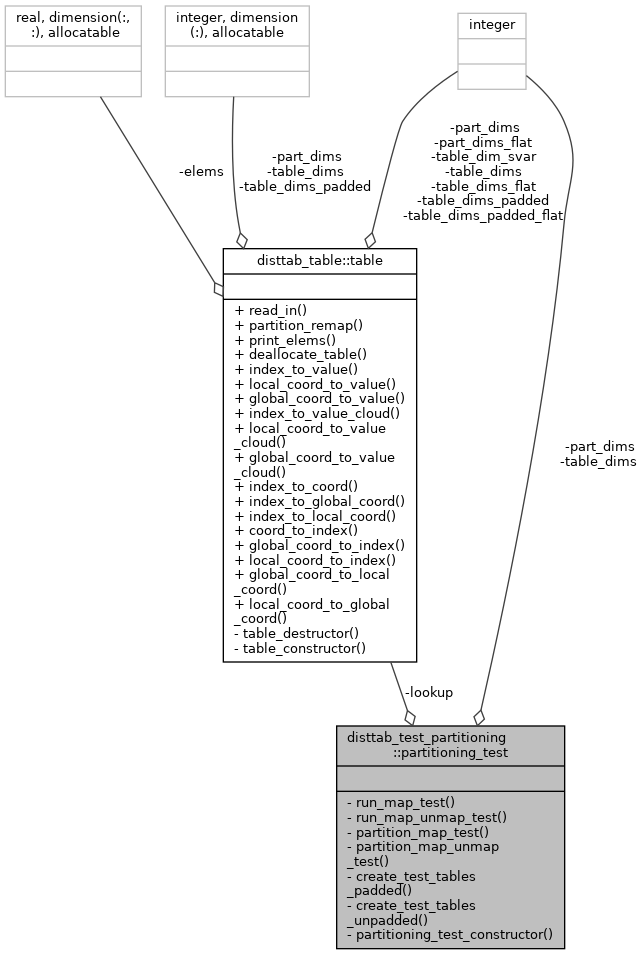 real, dimension(:,
:), allocatable
integer, dimension
(:), allocatable
integer
-elems
-part_dims
-table_dims
-table_dims_padded
-part_dims
-part_dims_flat
-table_dim_svar
-table_dims
-table_dims_flat
-table_dims_padded
-table_dims_padded_flat
disttab_table::table
+ read_in()
+ partition_remap()
+ print_elems()
+ deallocate_table()
+ index_to_value()
+ local_coord_to_value()
+ global_coord_to_value()
+ index_to_value_cloud()
+ local_coord_to_value
_cloud()
+ global_coord_to_value
_cloud()
+ index_to_coord()
+ index_to_global_coord()
+ index_to_local_coord()
+ coord_to_index()
+ global_coord_to_index()
+ local_coord_to_index()
+ global_coord_to_local
_coord()
+ local_coord_to_global
_coord()
- table_destructor()
- table_constructor()
-part_dims
-table_dims
-lookup
disttab_test_partitioning
::partitioning_test
- run_map_test()
- run_map_unmap_test()
- partition_map_test()
- partition_map_unmap
_test()
- create_test_tables
_padded()
- create_test_tables
_unpadded()
- partitioning_test_constructor()